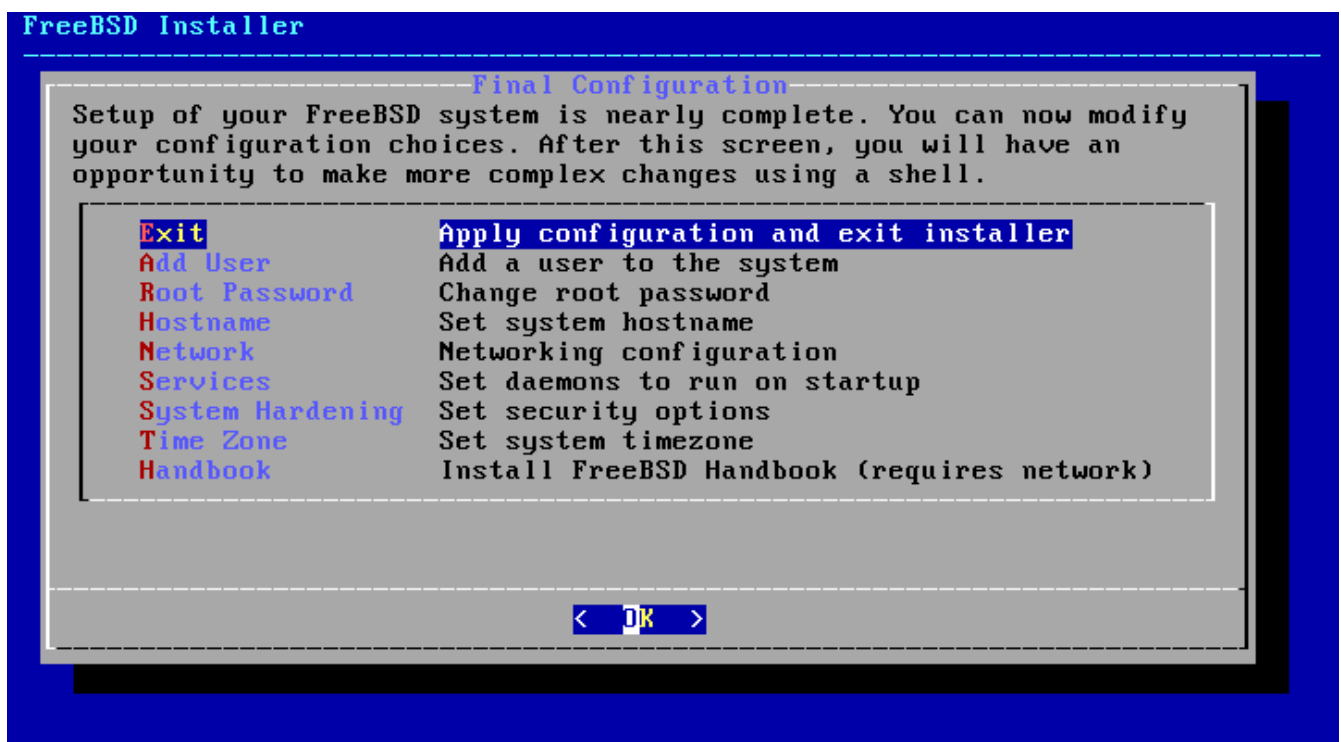 FreeBSD Installer
Final Configuration
Setup of your FreeBSD system is nearly complete. You can now modify
your configuration choices. After this screen, you will have an
opportunity to make more complex changes using a shell.
Exit Apply configuration and exit installer
Add User Add a user to the system
Root Password Change root password
Hostname Set system hostname
Network Networking configuration
Services Set daemons to run on startup
System Hardening Set security options
Time Zone Set system timezone
Handbook Install FreeBSD Handbook (requires network)
< OK >